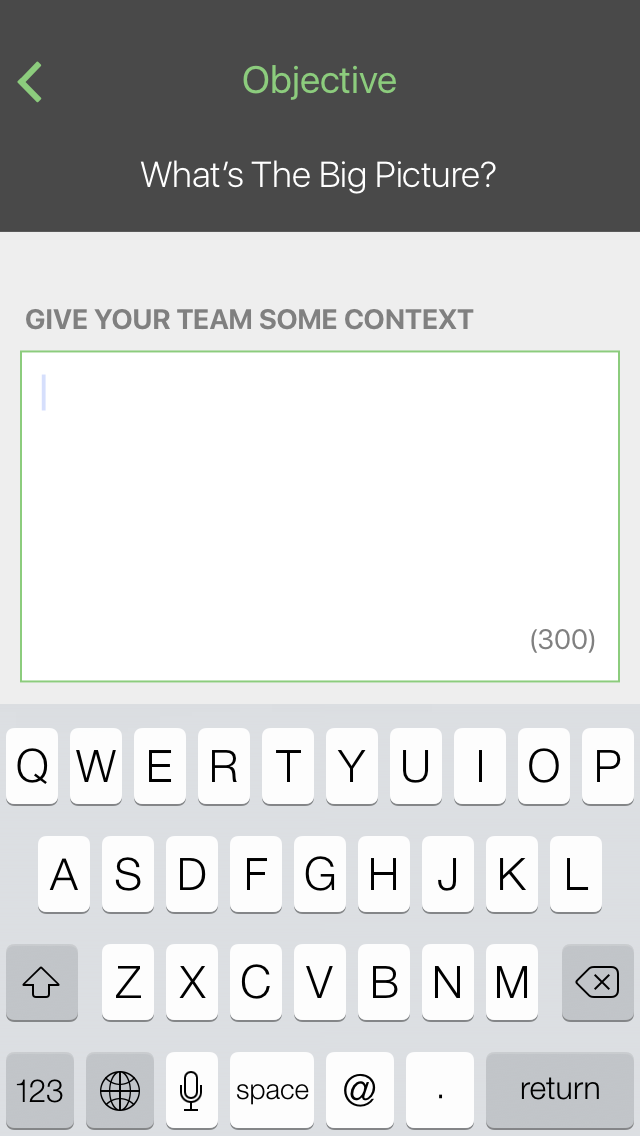 Objective
What's The Big Picture?
GIVE YOUR TEAM SOME CONTEXT
(300)
Q W E R T Y U I O P
A S D F G H J K L
Z X C V B N M
123 space @ . return